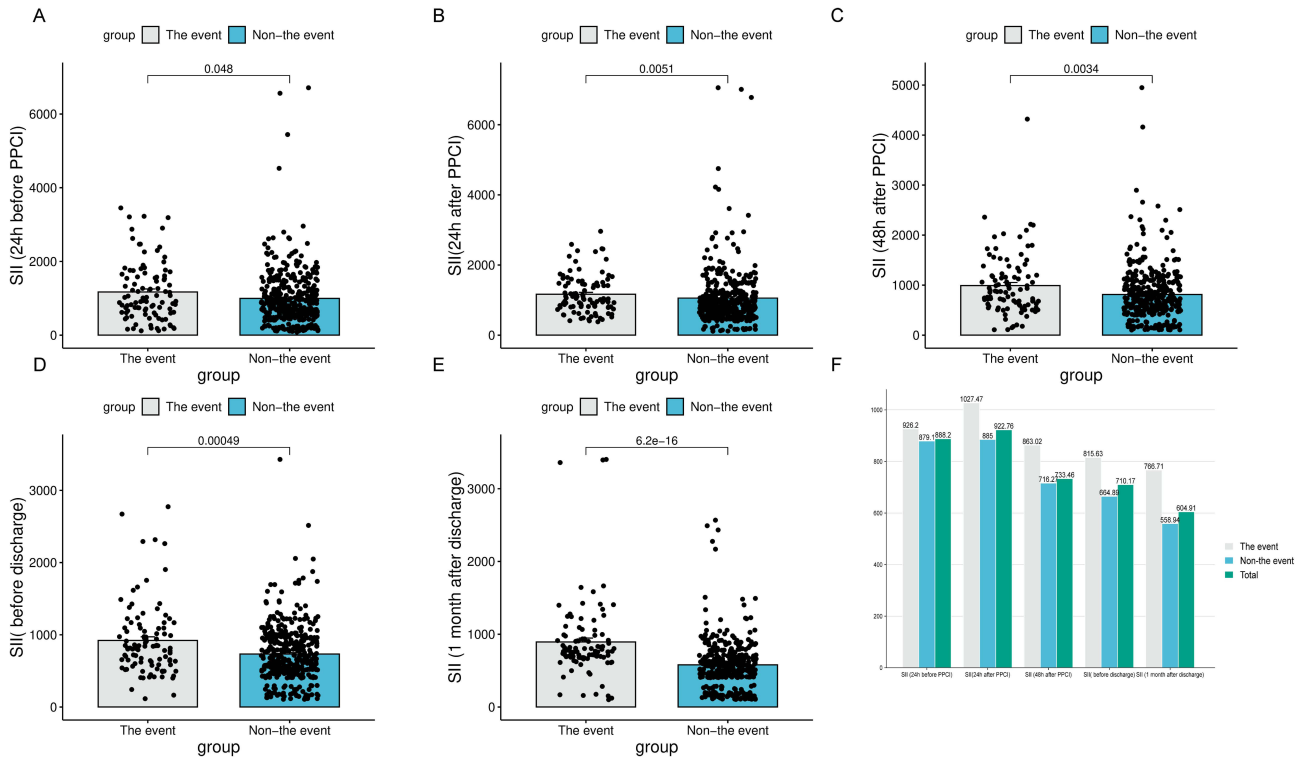 A
group The event Non-the event
0.048
SII (24h before PPCI)
6000
4000
2000
0
The event Non-the event
group
B
group The event Non-the event
0.0051
SII(24h after PPCI)
6000
4000
2000
0
The event Non-the event
group
C
group The event Non-the event
0.0034
SII (48h after PPCI)
5000
4000
3000
2000
1000
0
The event Non-the event
group
D
group The event Non-the event
0.00049
SII( before discharge)
3000
2000
1000
0
The event Non-the event
group
E
group The event Non-the event
6.2e-16
SII (1 month after discharge)
3000
2000
1000
0
The event Non-the event
group
F
1000
800
600
400
200
0
926.2 879.1 888.2
1027.47 885 922.76
863.02 716.27 733.46
815.63 664.89 710.17
766.71 558.94 604.91
SII (24h before PPCI) SII(24h after PPCI) SII (48h after PPCI) SII( before discharge) SII (1 month after discharge)
The event
Non-the event
Total